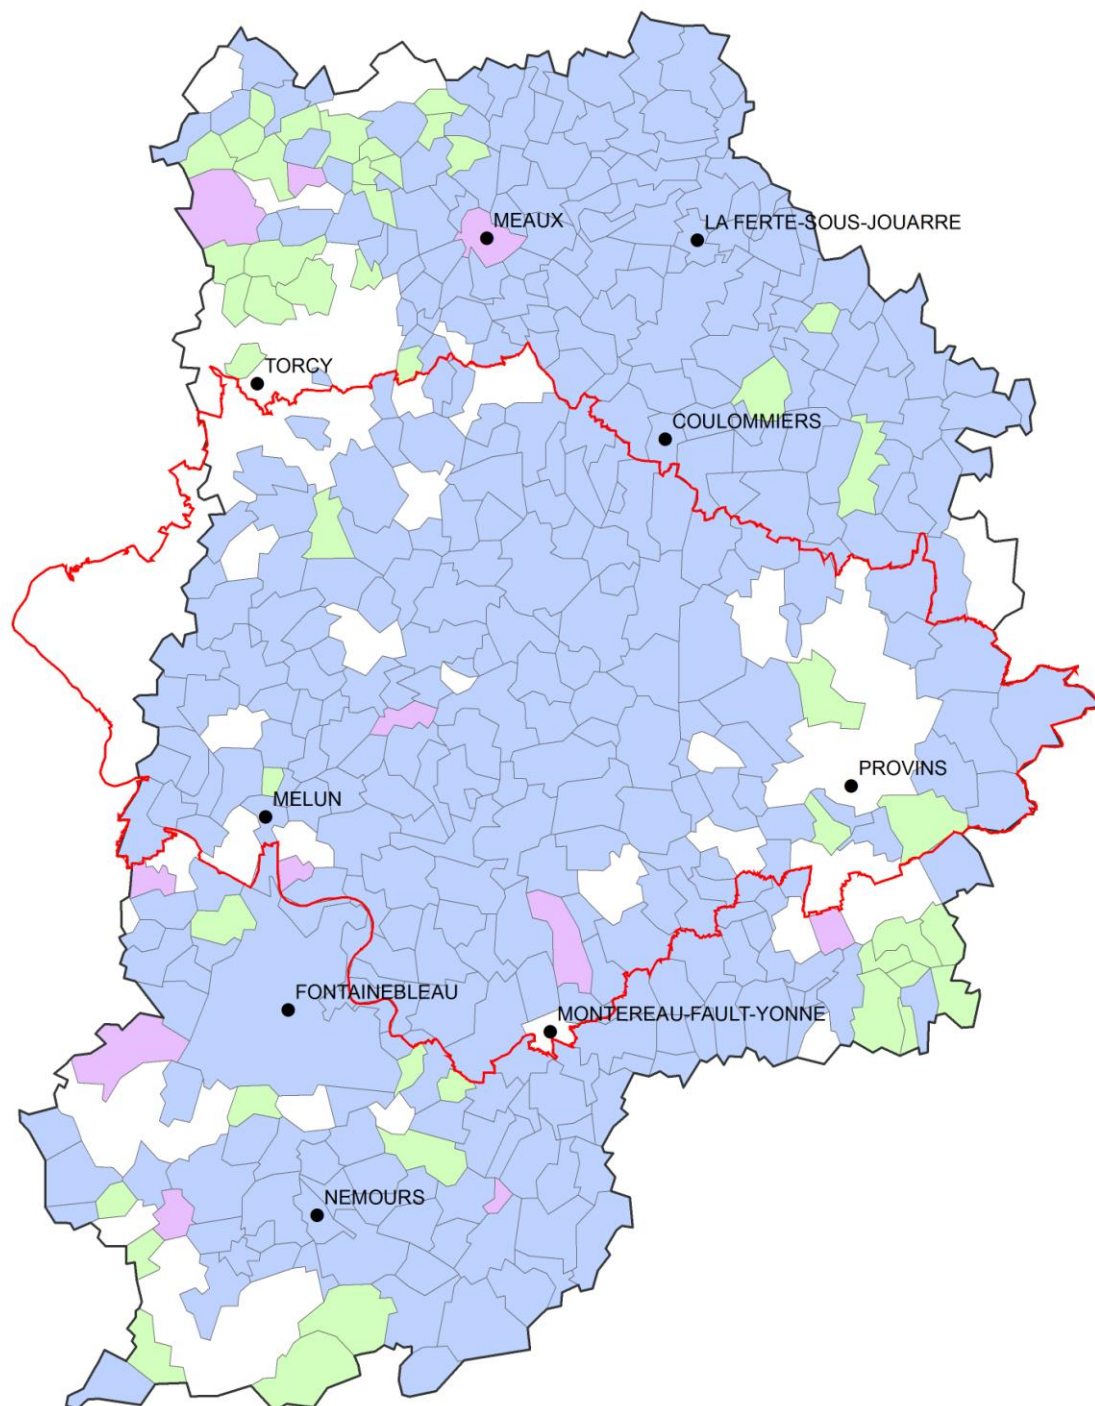 MEAUX
LA FERTE-SOUS-JOUARRE
TORCY
COULOMMIERS
PROVINS
MELUN
FONTAINEBLEAU
MONTEREAU-FAULT-YONNE
NEMOURS